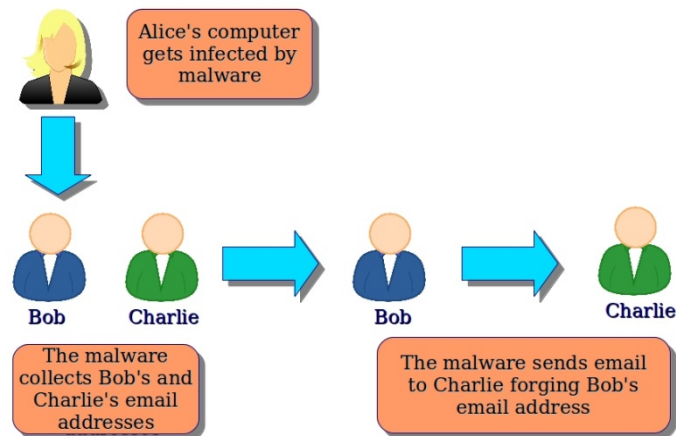 Alice's computer
gets infected by
malware
Bob
Charlie
Bob
Charlie
The malware
collects Bob's and
Charlie's email
addresses
The malware sends email
to Charlie forging Bob's
email address